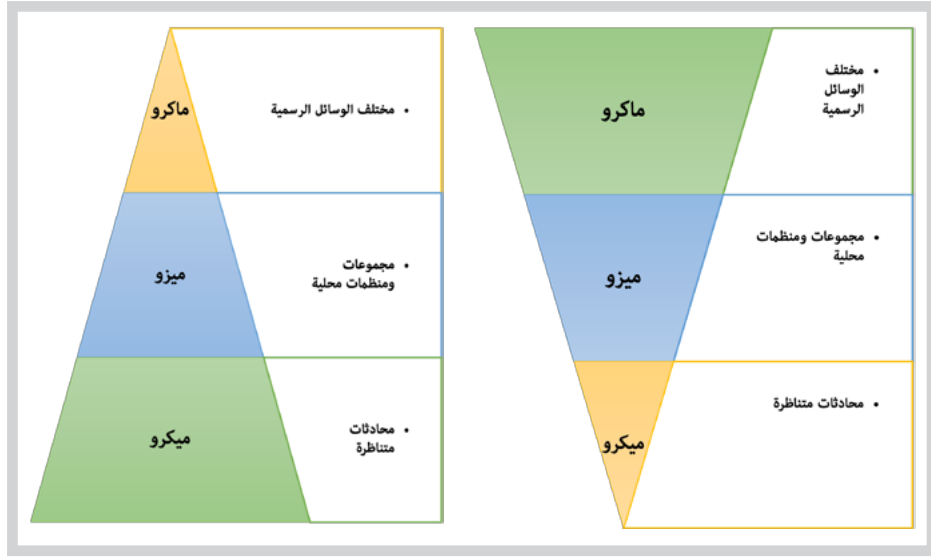 ماكرو
• مختلف
الوسائل
الرسمية
ميزو
• مجموعات ومنظمات
محلية
ميكرو
• محادثات متناظرة
ماكرو
• مختلف الوسائل الرسمية
ميزو
• مجموعات
ومنظمات محلية
ميكرو
• محادثات
متناظرة